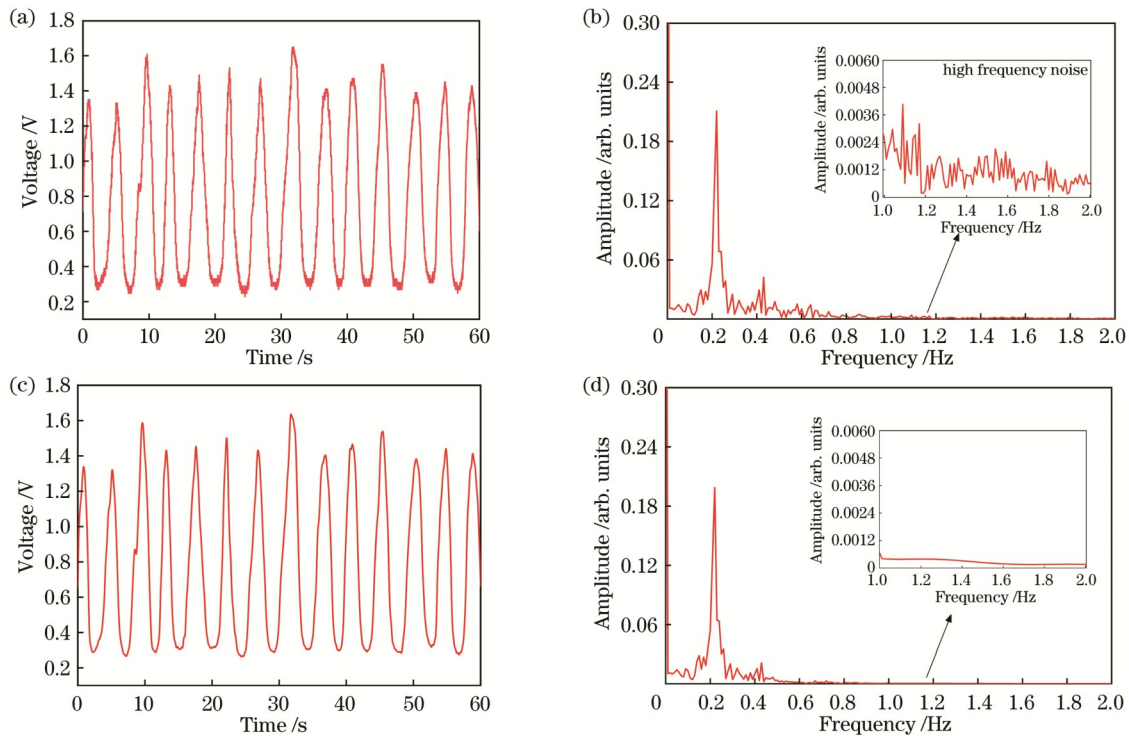 (a)
1.8
1.6
1.4
1.2
1.0
0.8
0.6
0.4
0.2
Voltage /V
0 10 20 30 40 50 60
Time /s
(b)
0.30
0.24
0.18
0.12
0.06
Amplitude /arb. units
0 0.2 0.4 0.6 0.8 1.0 1.2 1.4 1.6 1.8 2.0
Frequency /Hz
high frequency noise
0.0060
0.0048
0.0036
0.0024
0.0012
0
Amplitude /arb. units
1.0 1.2 1.4 1.6 1.8 2.0
Frequency /Hz
(c)
1.8
1.6
1.4
1.2
1.0
0.8
0.6
0.4
0.2
Voltage /V
0 10 20 30 40 50 60
Time /s
(d)
0.30
0.24
0.18
0.12
0.06
Amplitude /arb. units
0 0.2 0.4 0.6 0.8 1.0 1.2 1.4 1.6 1.8 2.0
Frequency /Hz
0.0060
0.0048
0.0036
0.0024
0.0012
0
Amplitude /arb. units
1.0 1.2 1.4 1.6 1.8 2.0
Frequency /Hz